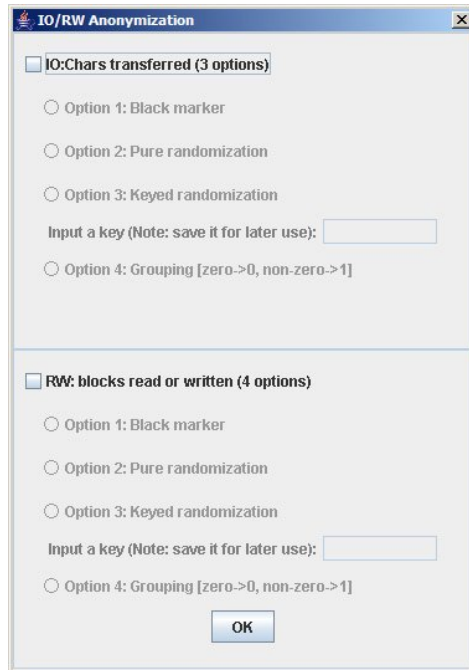 IO/RW Anonymization
IO:Chars transferred (3 options)
Option 1: Black marker
Option 2: Pure randomization
Option 3: Keyed randomization
Input a key (Note: save it for later use):
Option 4: Grouping [zero->0, non-zero->1]
RW: blocks read or written (4 options)
Option 1: Black marker
Option 2: Pure randomization
Option 3: Keyed randomization
Input a key (Note: save it for later use):
Option 4: Grouping [zero->0, non-zero->1]
OK